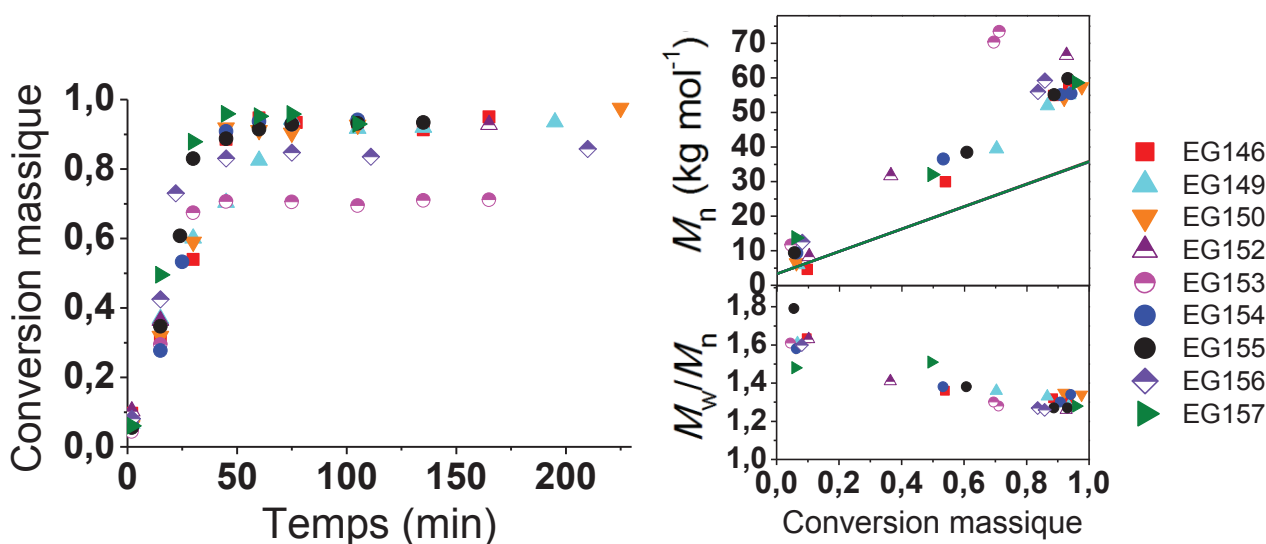 Conversion massique
1,0
0,8
0,6
0,4
0,2
0,0
0 50 100 150 200
Temps (min)
Mn (kg mol-1)
70
60
50
40
30
20
10
0
Mw/Mn
1,8
1,6
1,4
1,2
1,0
0,0 0,2 0,4 0,6 0,8 1,0
Conversion massique
EG146
EG149
EG150
EG152
EG153
EG154
EG155
EG156
EG157